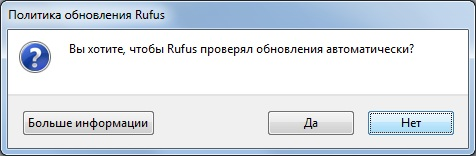 Политика обновления Rufus
Вы хотите, чтобы Rufus проверял обновления автоматически?
Больше информации
Да
Нет